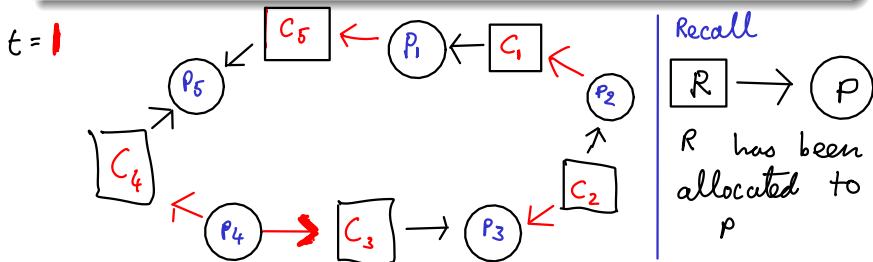 t = 1
C5
P1
C1
P5
P2
C4
C2
P4
C3
P3
Recall
R
P
R has been
allocated to
P